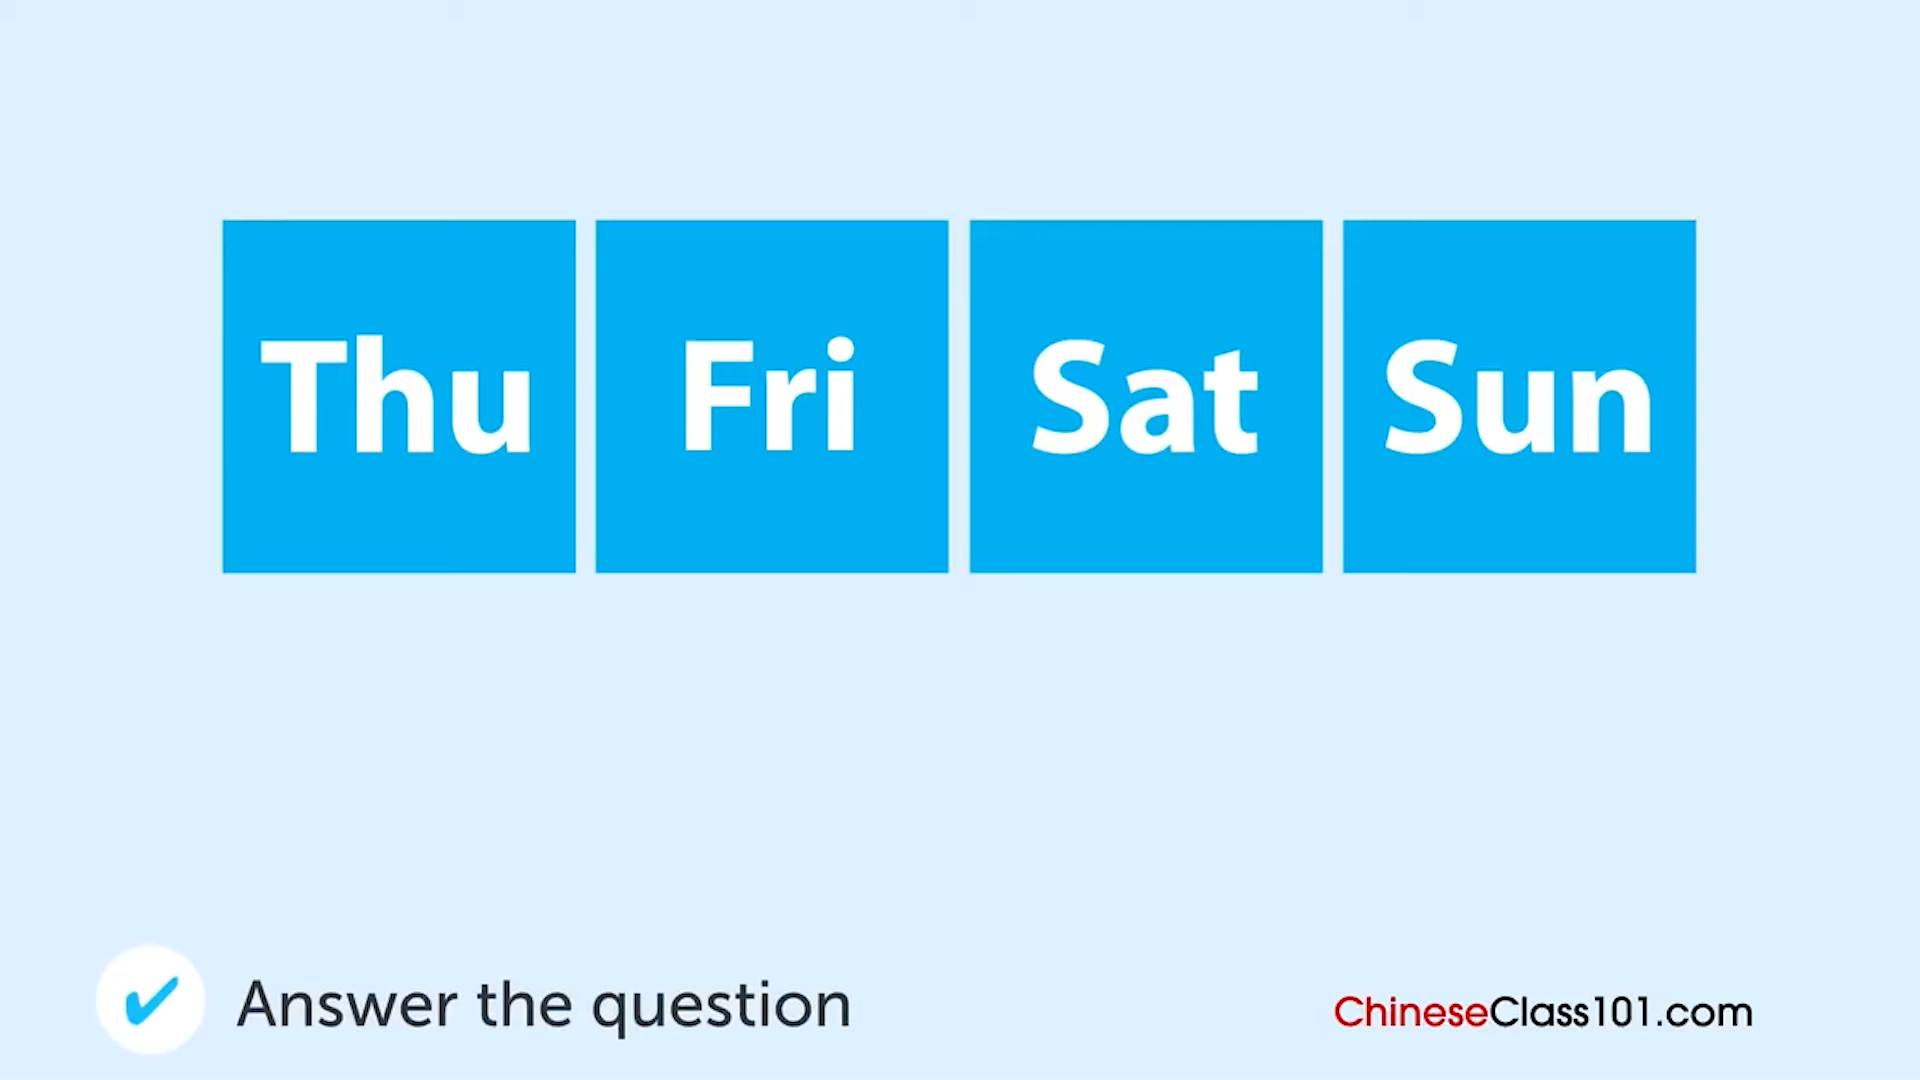 Thu Fri Sat Sun
Answer the question
ChineseClass101.com